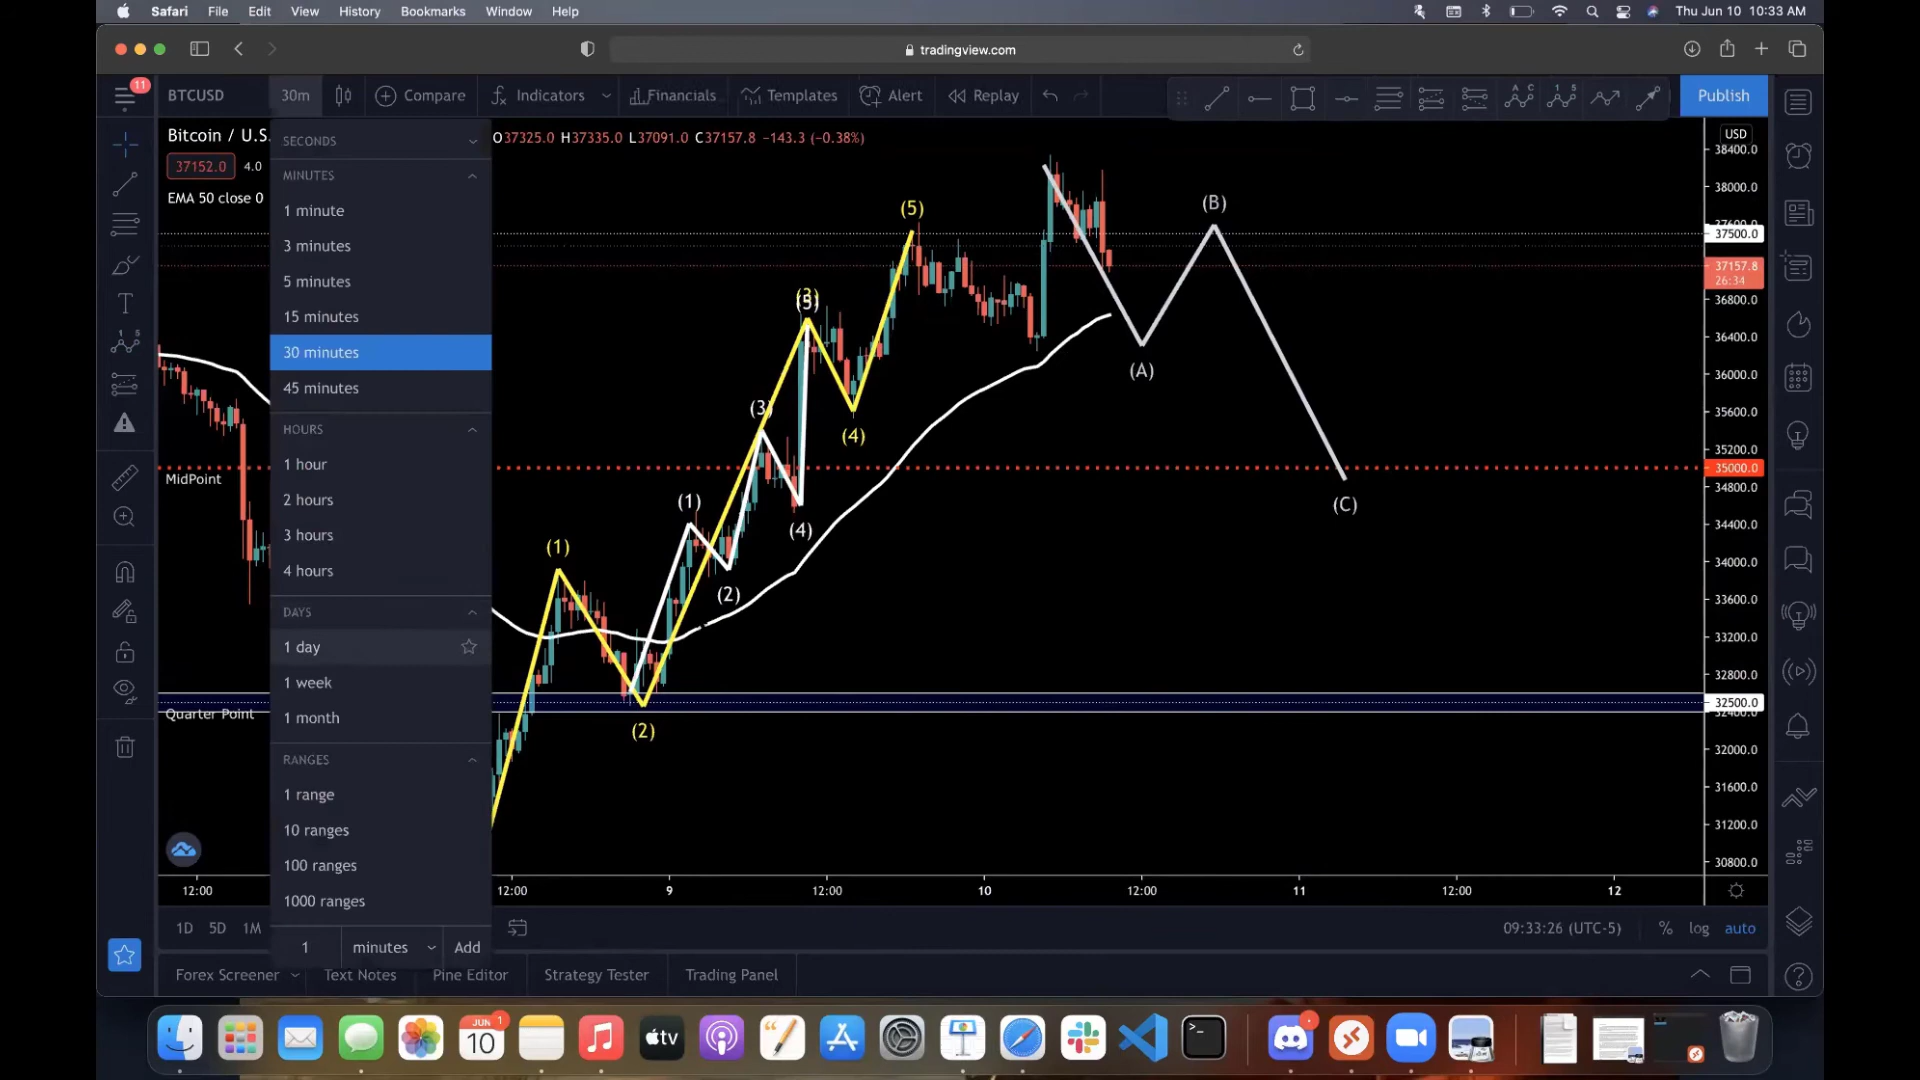 Safari File Edit View History Bookmarks Window Help
Thu Jun 10 10:33 AM
tradingview.com
11
BTCUSD 30m Compare Indicators Financials Templates Alert Replay Publish
Bitcoin / U.S.
O37325.0 H37335.0 L37091.0 C37157.8 −143.3 (−0.38%)
37152.0 4.0
EMA 50 close 0
SECONDS
MINUTES
1 minute
3 minutes
5 minutes
15 minutes
30 minutes
45 minutes
HOURS
1 hour
2 hours
3 hours
4 hours
DAYS
1 day
1 week
1 month
RANGES
1 range
10 ranges
100 ranges
1000 ranges
1 minutes Add
MidPoint
Quarter Point
(1)
(2)
(4)
(5)
(1)
(2)
(3)
(4)
(5)
(A)
(B)
(C)
USD
38400.0
38000.0
37600.0
37500.0
37157.8
26:34
36800.0
36400.0
36000.0
35600.0
35200.0
35000.0
34800.0
34400.0
34000.0
33600.0
33200.0
32800.0
32500.0
32400.0
32000.0
31600.0
31200.0
30800.0
12:00 12:00 9 12:00 10 12:00 11 12:00 12
1D 5D 1M
09:33:26 (UTC-5) % log auto
Forex Screener Text Notes Pine Editor Strategy Tester Trading Panel
JUN 1
10
tv